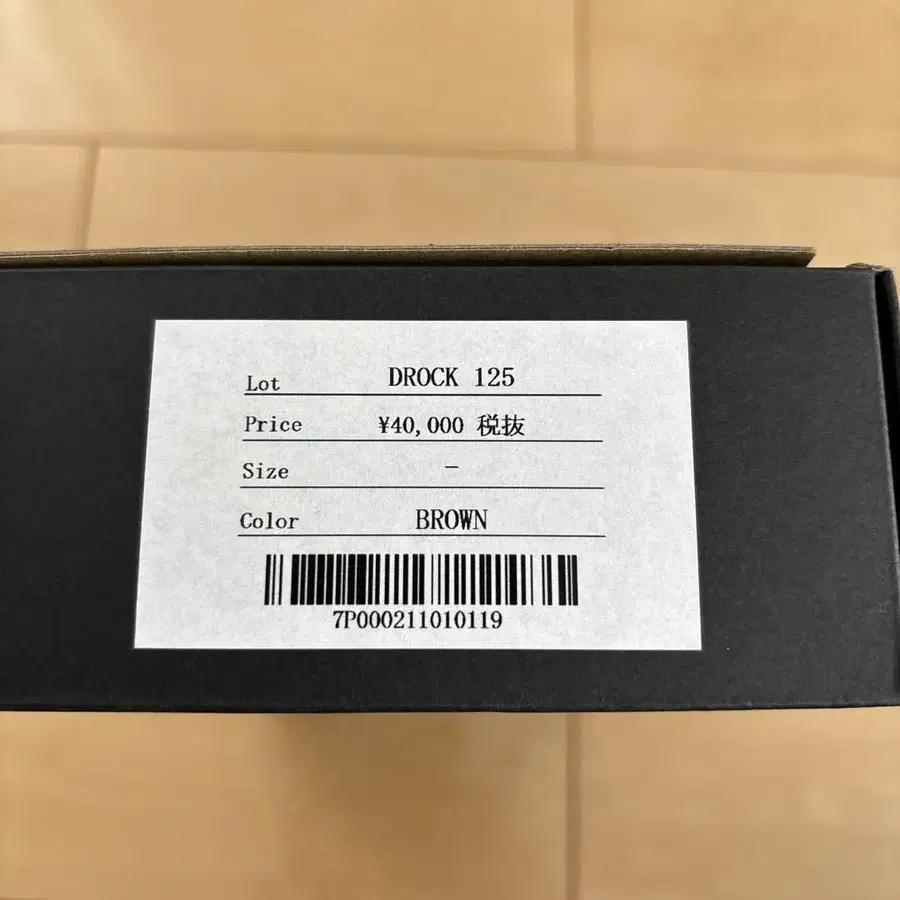 Lot DROCK 125
Price ¥40,000 税抜
Size -
Color BROWN
7P000211010119